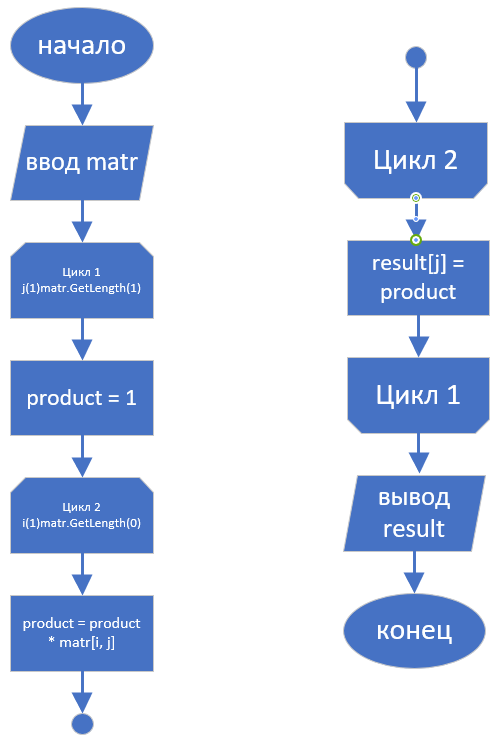 начало
ввод matr
Цикл 1
j(1)matr.GetLength(1)
product = 1
Цикл 2
i(1)matr.GetLength(0)
product = product
* matr[i, j]
Цикл 2
result[j] =
product
Цикл 1
вывод
result
конец